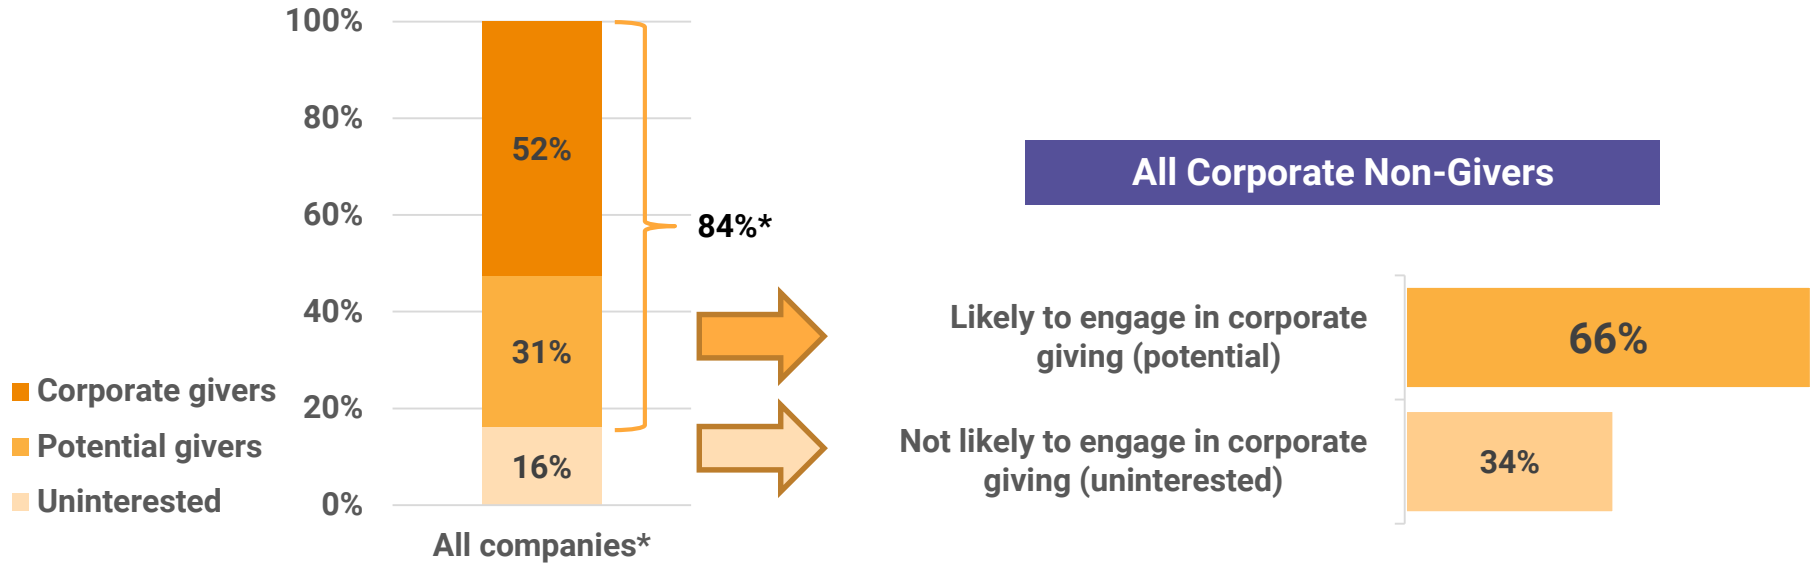 100%
80%
60%
40%
20%
0%
52%
31%
16%
84%*
All companies*
Corporate givers
Potential givers
Uninterested
All Corporate Non-Givers
Likely to engage in corporate
giving (potential)
66%
Not likely to engage in corporate
giving (uninterested)
34%